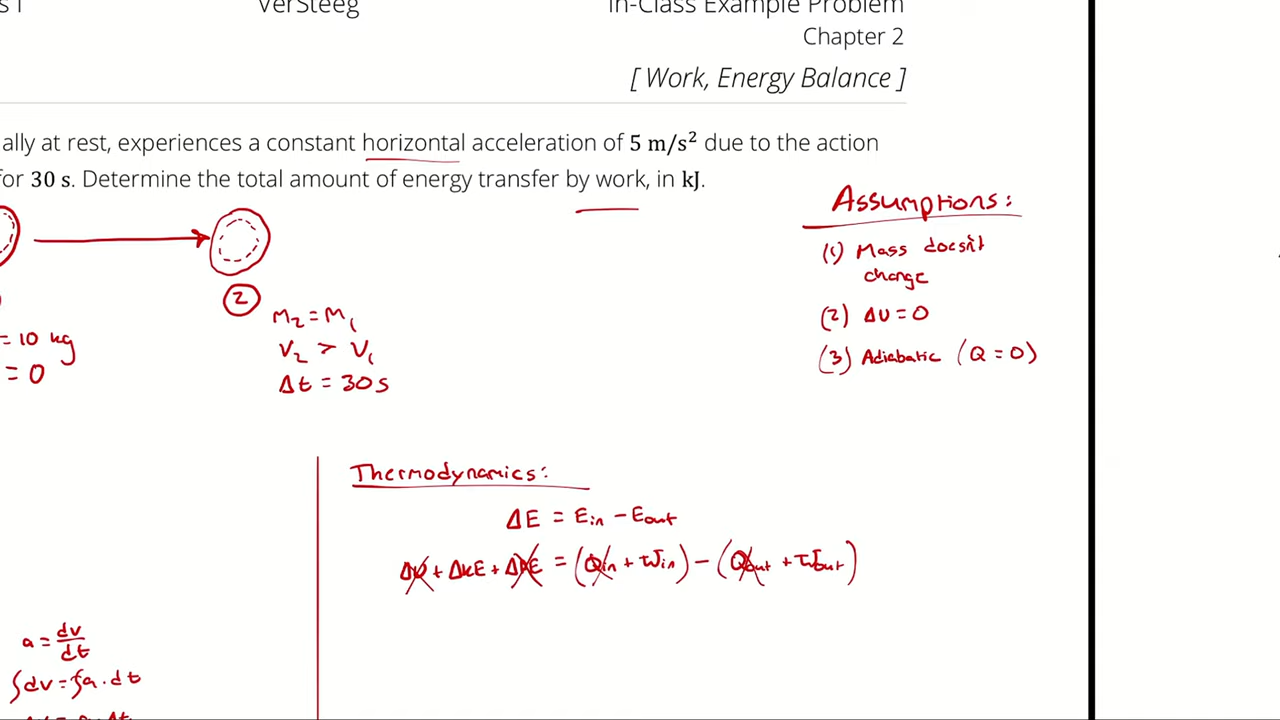 VerSteeg
In-Class Example Problem
Chapter 2
[ Work, Energy Balance ]
ally at rest, experiences a constant horizontal acceleration of 5 m/s² due to the action
for 30 s. Determine the total amount of energy transfer by work, in kJ.
Assumptions:
(1) Mass doesn't
change
(2) ΔU = 0
(3) Adiabatic (Q = 0)
2
= 10 kg
= 0
M₂ = M₁
V₂ > V₁
Δt = 30 s
Thermodynamics:
ΔE = Ein - Eout
ΔU + ΔKE + ΔPE = (Qin + Win) - (Qout + Wout)
a = dv/dt
∫dv = ∫a · dt